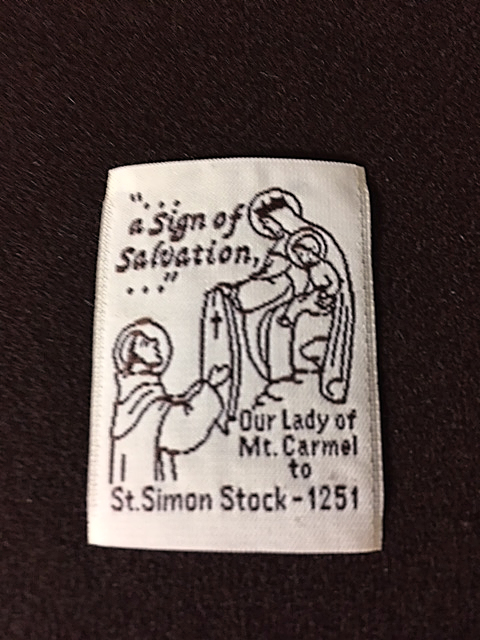 "...
a Sign of
Salvation,
..."
Our Lady of
Mt. Carmel
to
St. Simon Stock - 1251